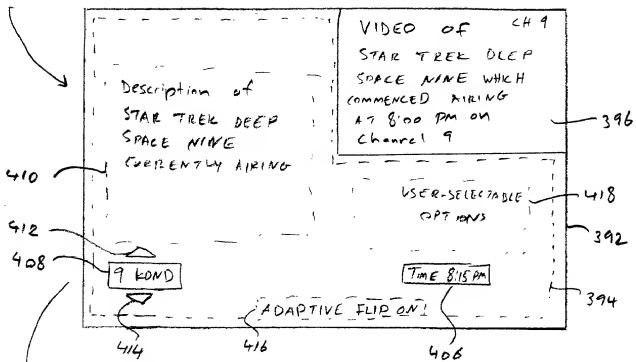 VIDEO OF CH 9
STAR TREK DEEP
SPACE NINE WHICH
COMMENCED AIRING
AT 8:00 PM ON
Channel 9
396
Description of
STAR TREK DEEP
SPACE NINE
CURRENTLY AIRING
410
USER-SELECTABLE
OPTIONS
418
392
412
408
9 KDND
TIME 8:15 PM
394
ADAPTIVE FLIP ON
414
416
406